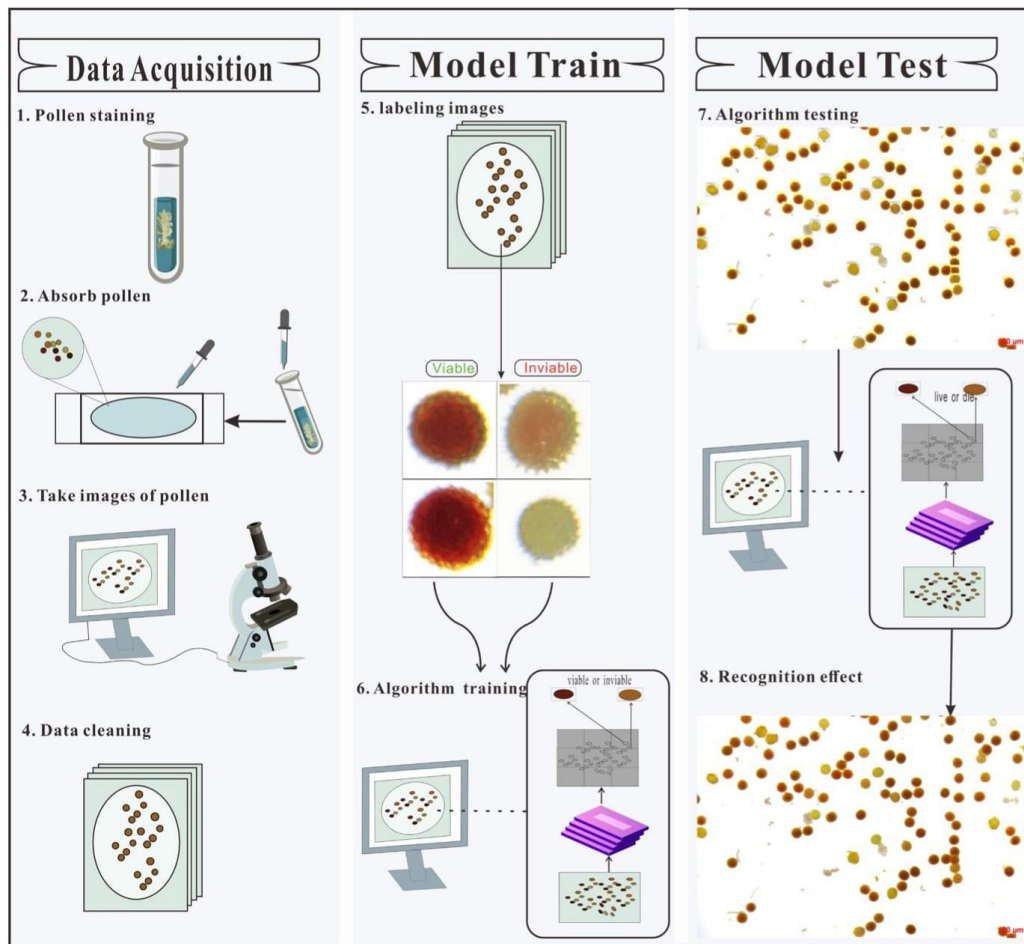 Data Acquisition
1. Pollen staining
2. Absorb pollen
3. Take images of pollen
4. Data cleaning
Model Train
5. labeling images
Viable
Inviable
6. Algorithm training
viable or inviable
Model Test
7. Algorithm testing
μm
live or die
8. Recognition effect
μm